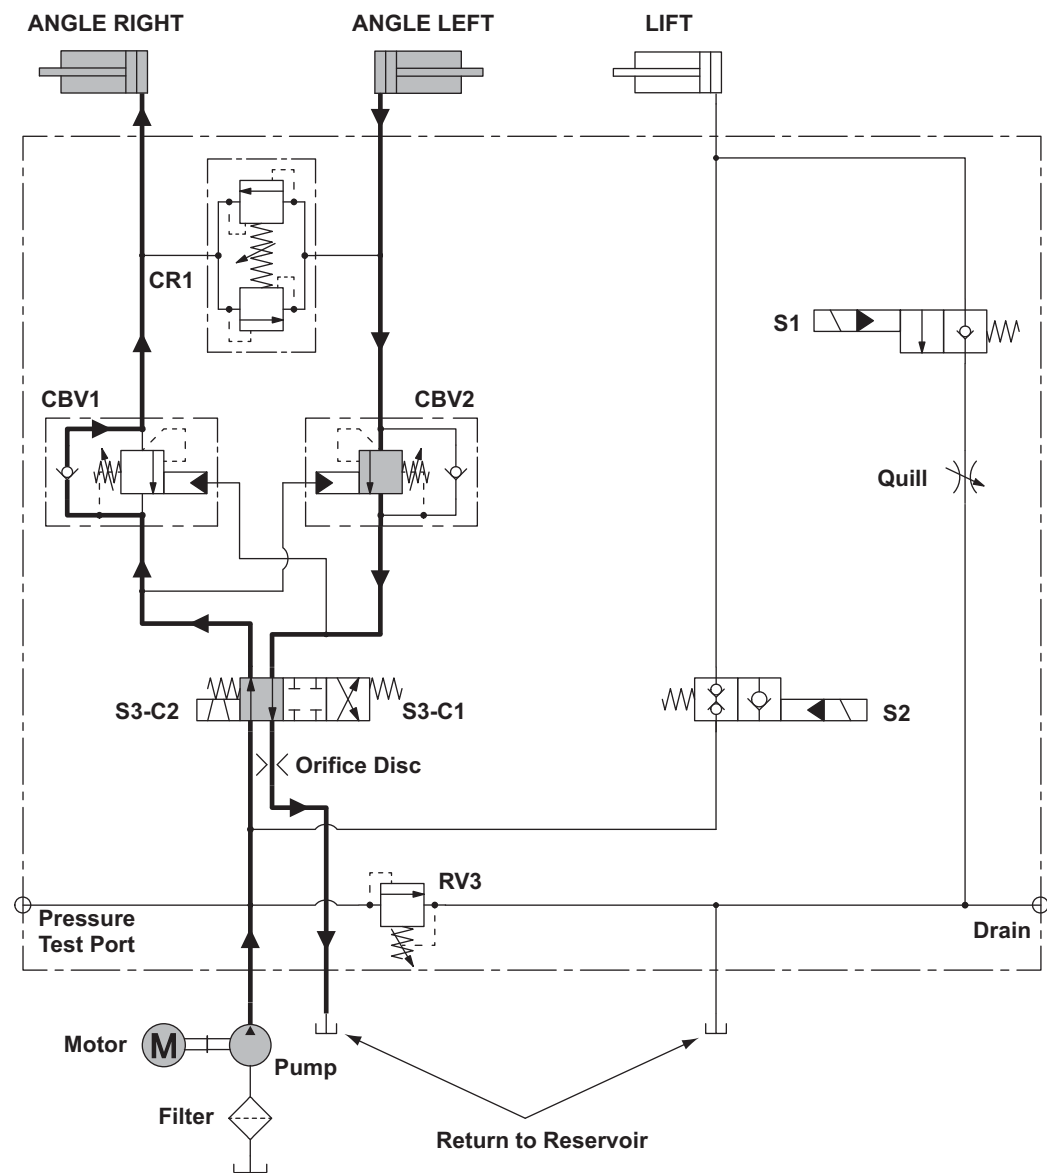 ANGLE RIGHT
ANGLE LEFT
LIFT
CR1
S1
CBV1
CBV2
Quill
S3-C2
S3-C1
S2
Orifice Disc
RV3
Pressure
Test Port
Drain
Motor
M
Pump
Filter
Return to Reservoir